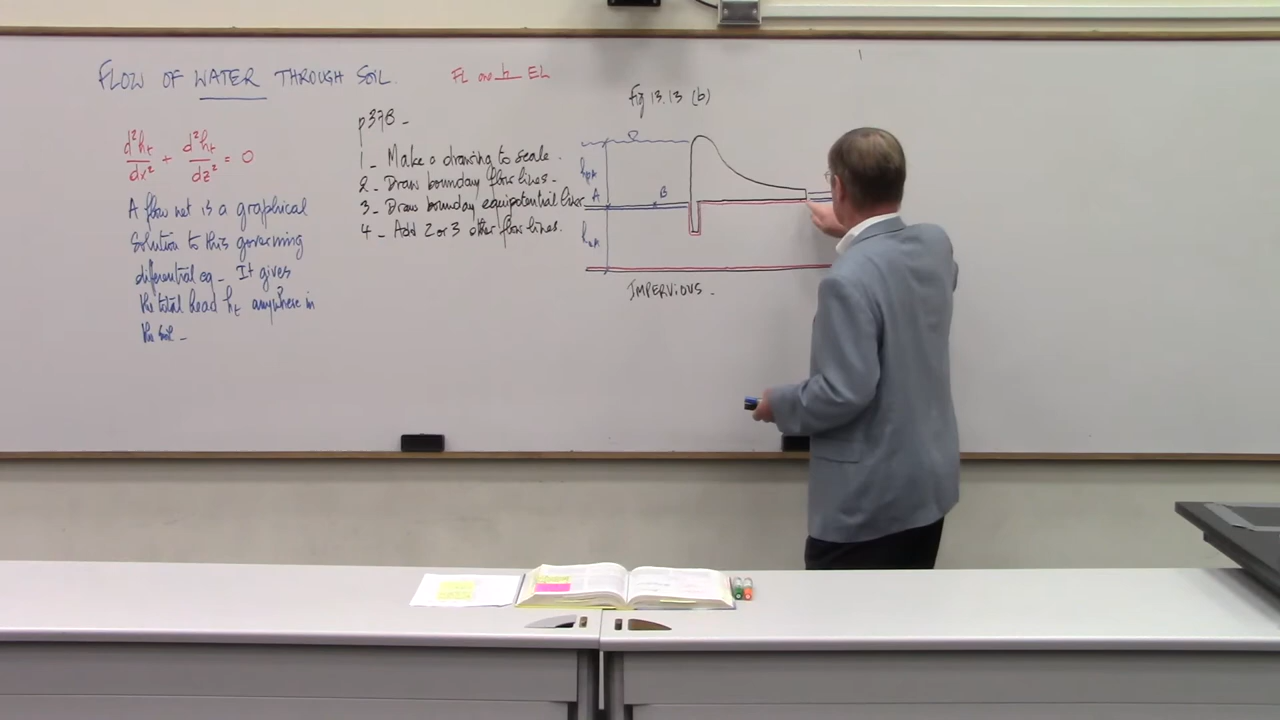 FLOW OF WATER THROUGH SOIL.
FL and b EL
d²hₜ/dx² + d²hₜ/dz² = 0
A flow net is a graphical
Solution to this governing
differential eq _ It gives
the total head hₜ anywhere in
the soil _
p378 _
1 _ Make a drawing to scale.
2 _ Draw boundary flow lines _
3 _ Draw boundary equipotential lines
4 _ Add 2 or 3 other flow lines.
Fig 13.13 (b)
A
B
IMPERVIOUS _